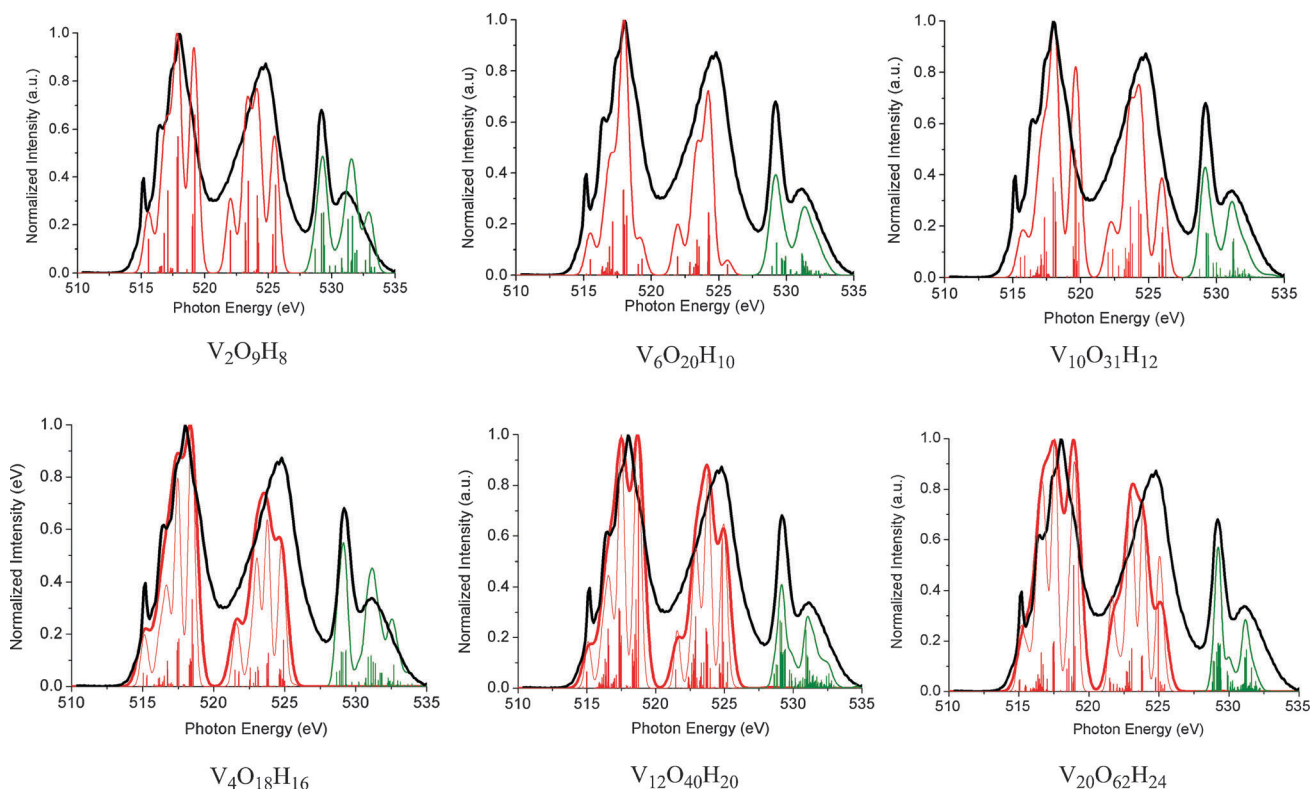 Normalized Intensity (a.u.)
1.0
0.8
0.6
0.4
0.2
0.0
510 515 520 525 530 535
Photon Energy (eV)
V2O9H8
Normalized Intensity (a.u)
1.0
0.8
0.6
0.4
0.2
0.0
510 515 520 525 530 535
Photon Energy (eV)
V6O20H10
Normalized Intensity (a.u.)
1.0
0.8
0.6
0.4
0.2
0.0
510 515 520 525 530 535
Photon Energy (eV)
V10O31H12
Normalized Intensity (eV)
1.0
0.8
0.6
0.4
0.2
0.0
510 515 520 525 530 535
Photon Energy (eV)
V4O18H16
Normalized Intensity (a.u.)
1.0
0.8
0.6
0.4
0.2
0.0
510 515 520 525 530 535
Photon Energy (eV)
V12O40H20
Normalized Intensity (a.u.)
1.0
0.8
0.6
0.4
0.2
0.0
510 515 520 525 530 535
Photon Energy (eV)
V20O62H24